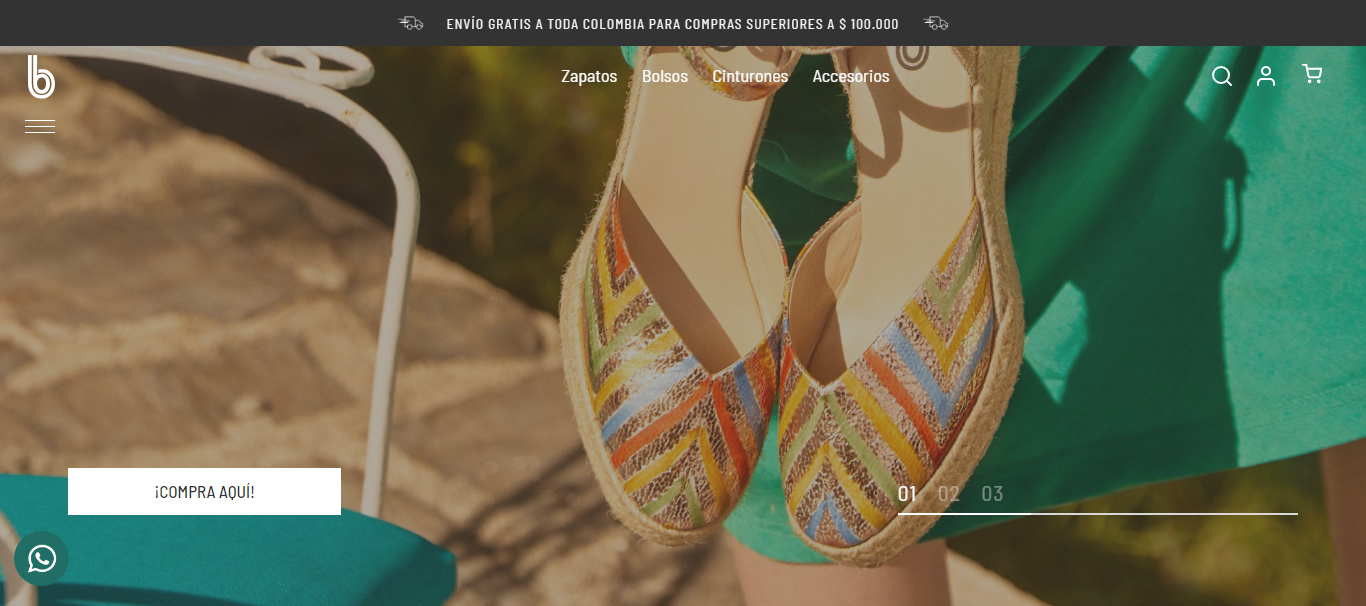 ENVÍO GRATIS A TODA COLOMBIA PARA COMPRAS SUPERIORES A $ 100.000
b
Zapatos Bolsos Cinturones Accesorios
¡COMPRA AQUÍ!
01 02 03